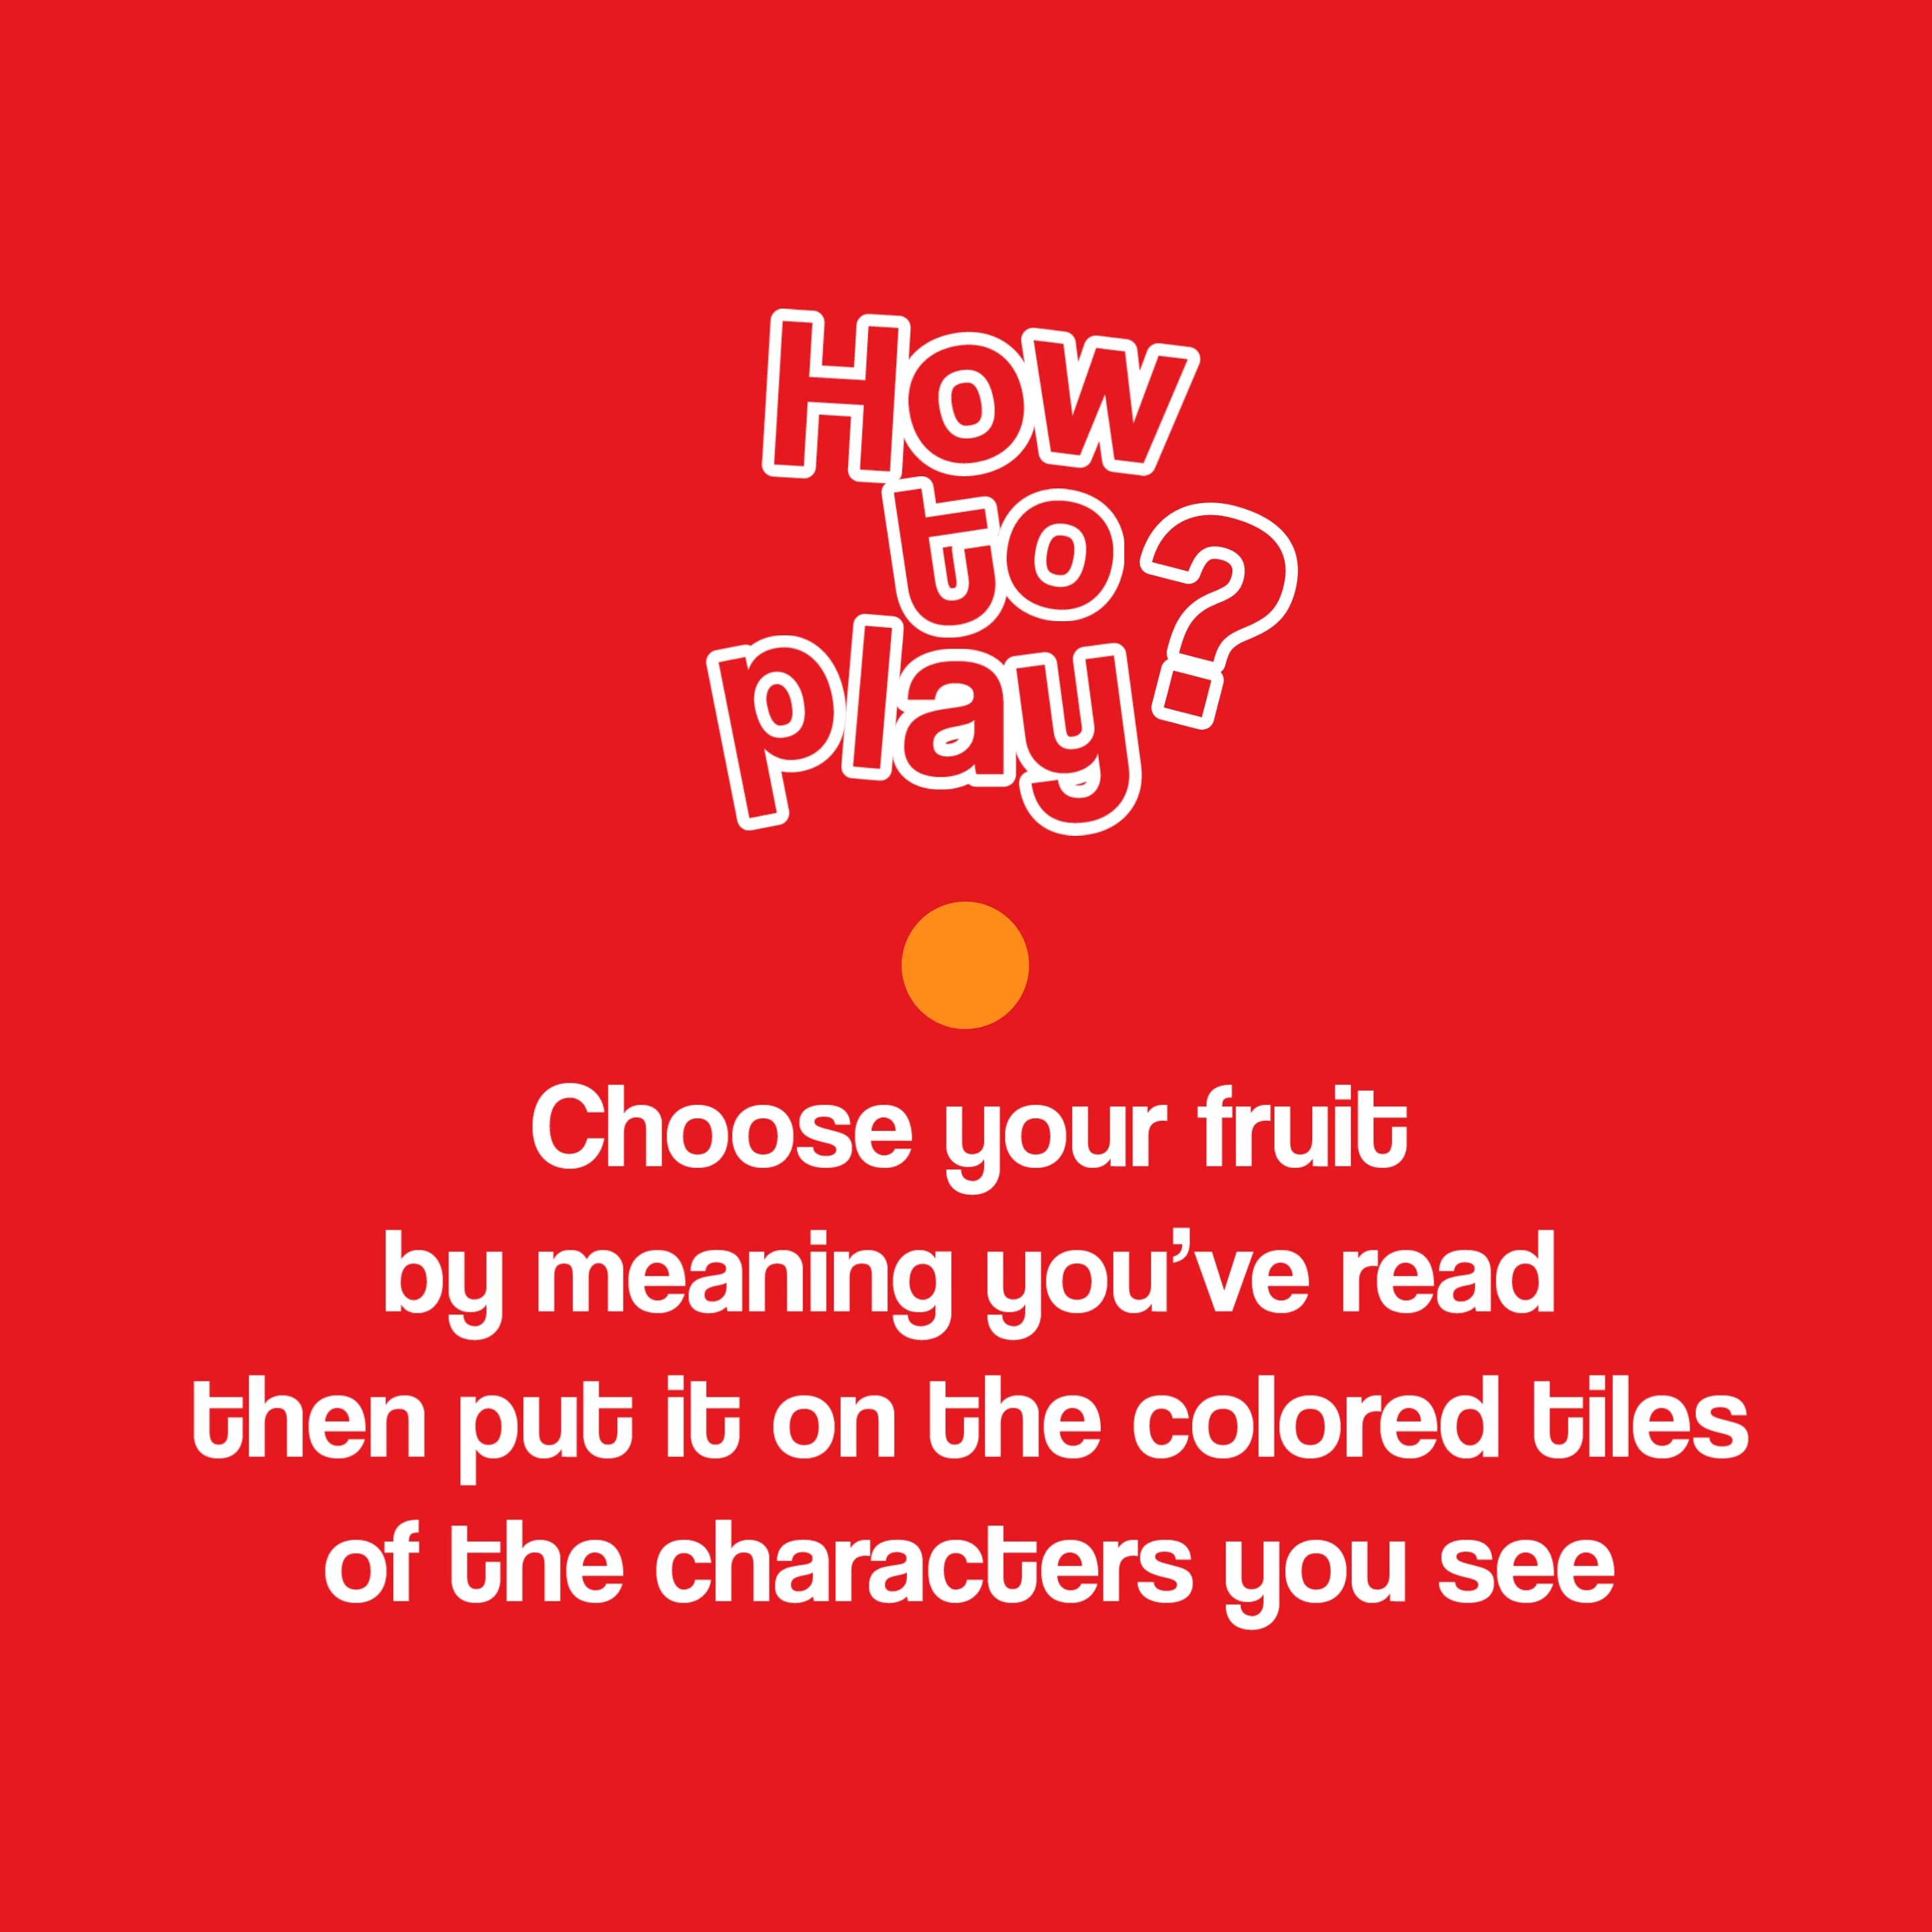 How
to
play?
Choose your fruit
by meaning you’ve read
then put it on the colored tiles
of the characters you see